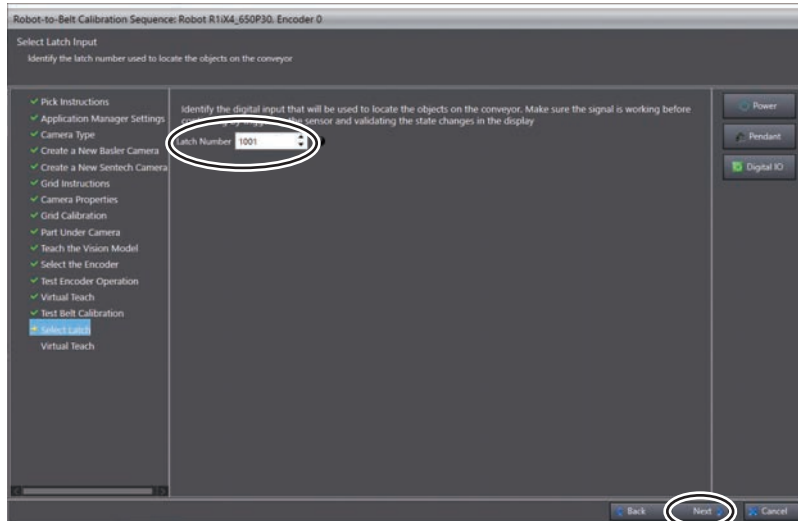 Robot-to-Belt Calibration Sequence: Robot R1iX4_650P30. Encoder 0
Select Latch Input
Identify the latch number used to locate the objects on the conveyor
Pick Instructions
Application Manager Settings
Camera Type
Create a New Basler Camera
Create a New Sentech Camera
Grid Instructions
Camera Properties
Grid Calibration
Part Under Camera
Teach the Vision Model
Select the Encoder
Test Encoder Operation
Virtual Teach
Test Belt Calibration
Select Latch
Virtual Teach
Identify the digital input that will be used to locate the objects on the conveyor. Make sure the signal is working before
the sensor and validating the state changes in the display
Latch Number 1001
Power
Pendant
Digital IO
Back Next Cancel